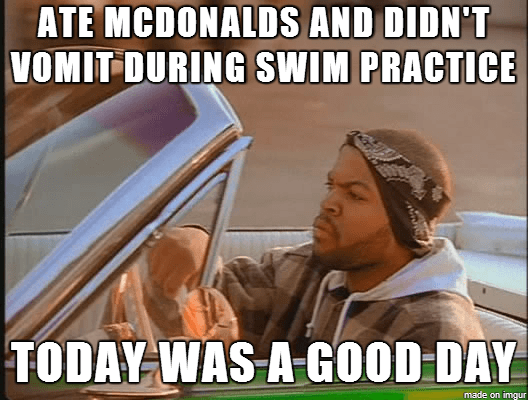 ATE MCDONALDS AND DIDN'T
VOMIT DURING SWIM PRACTICE
TODAY WAS A GOOD DAY
made on imgur